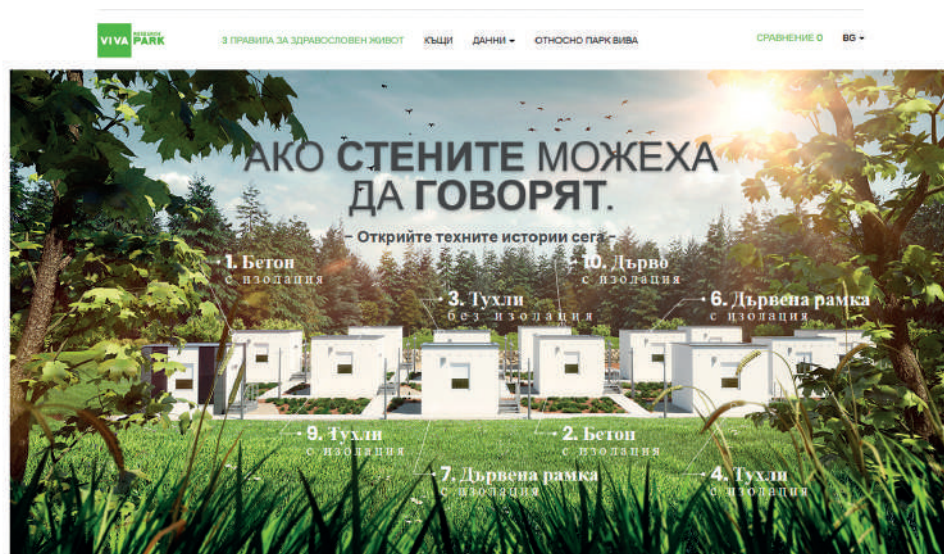 VIVA RESEARCH PARK
3 ПРАВИЛА ЗА ЗДРАВОСЛОВЕН ЖИВОТ КЪЩИ ДАННИ ОТНОСНО ПАРК ВИВА СРАВНЕНИЕ 0 BG
АКО СТЕНИТЕ МОЖЕХА
ДА ГОВОРЯТ.
– Открийте техните истории сега –
1. Бетон
с изолация
10. Дърво
с изолация
3. Тухли
без изолация
6. Дървена рамка
с изолация
9. Тухли
с изолация
2. Бетон
с изолация
7. Дървена рамка
с изолация
4. Тухли
с изолация